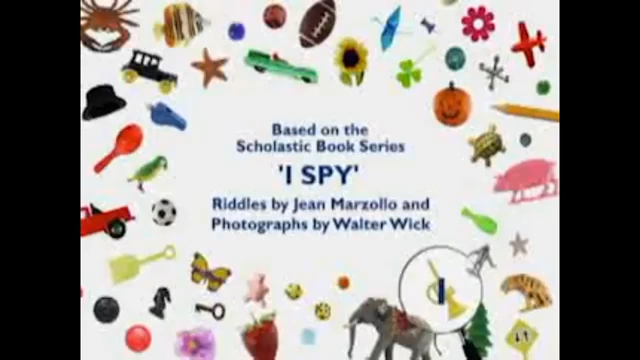 Based on the
Scholastic Book Series
'I SPY'
Riddles by Jean Marzollo and
Photographs by Walter Wick
I